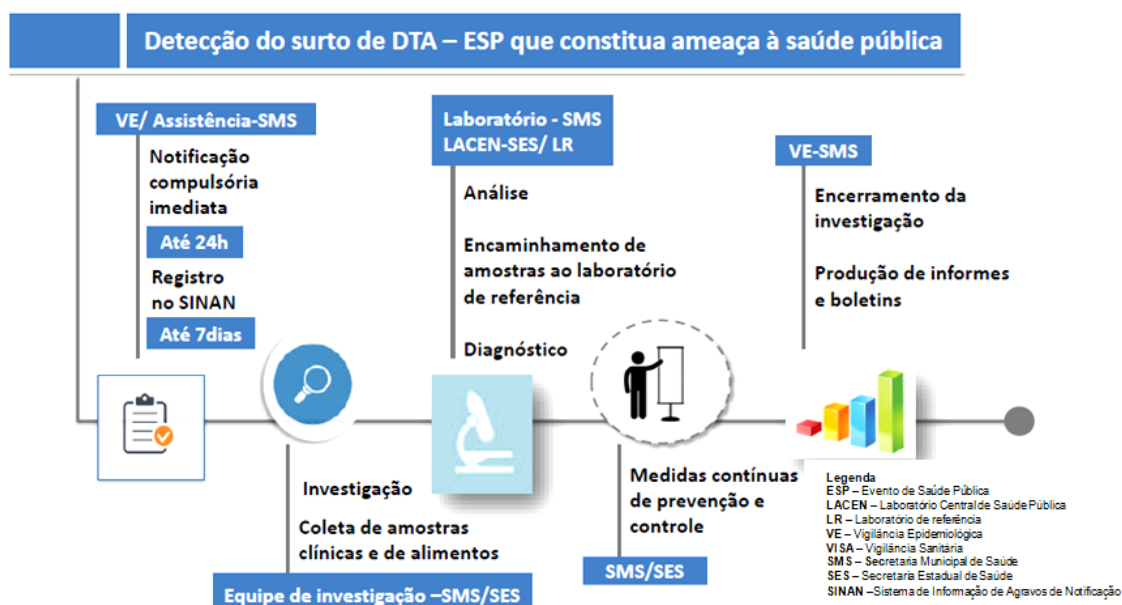 Detecção do surto de DTA – ESP que constitua ameaça à saúde pública
VE/ Assistência-SMS
Notificação
compulsória
imediata
Até 24h
Registro
no SINAN
Até 7dias
Investigação
Coleta de amostras
clínicas e de alimentos
Equipe de investigação –SMS/SES
Laboratório - SMS
LACEN-SES/ LR
Análise
Encaminhamento de
amostras ao laboratório
de referência
Diagnóstico
Medidas contínuas
de prevenção e
controle
SMS/SES
VE-SMS
Encerramento da
investigação
Produção de informes
e boletins
Legenda
ESP – Evento de Saúde Pública
LACEN – Laboratório Central de Saúde Pública
LR – Laboratório de referência
VE – Vigilância Epidemiológica
VISA – Vigilância Sanitária
SMS – Secretaria Municipal de Saúde
SES – Secretaria Estadual de Saúde
SINAN –Sistema de Informação de Agravos de Notificação